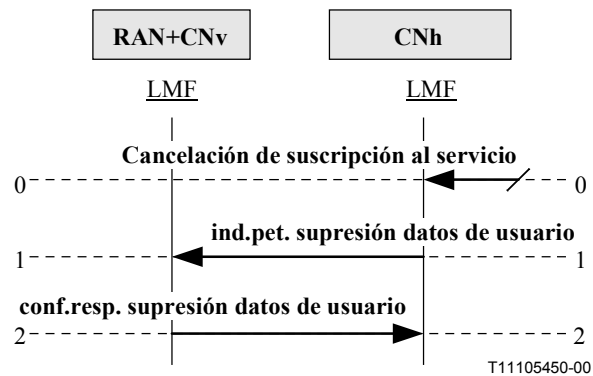 RAN+CNv CNh
LMF LMF
Cancelación de suscripción al servicio
0 0
ind.pet. supresión datos de usuario
1 1
conf.resp. supresión datos de usuario
2 2
T11105450-00